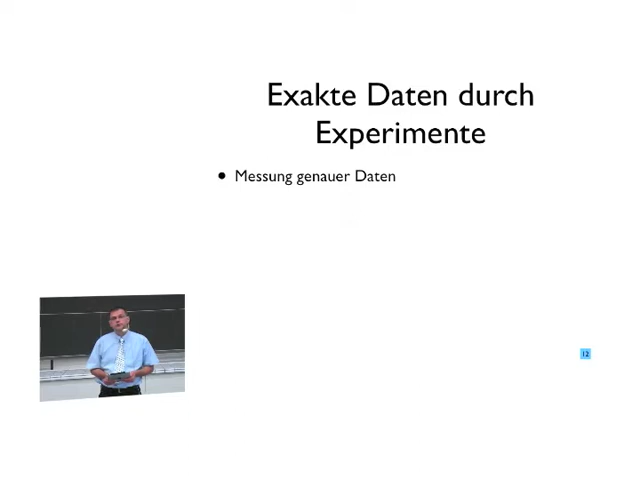 Exakte Daten durch
Experimente
• Messung genauer Daten
12